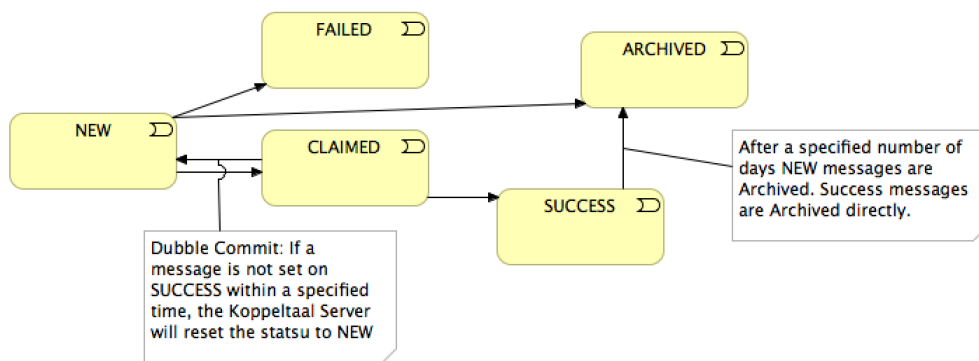 FAILED
ARCHIVED
NEW
CLAIMED
SUCCESS
After a specified number of
days NEW messages are
Archived. Success messages
are Archived directly.
Dubble Commit: If a
message is not set on
SUCCESS within a specified
time, the Koppeltaal Server
will reset the statsu to NEW